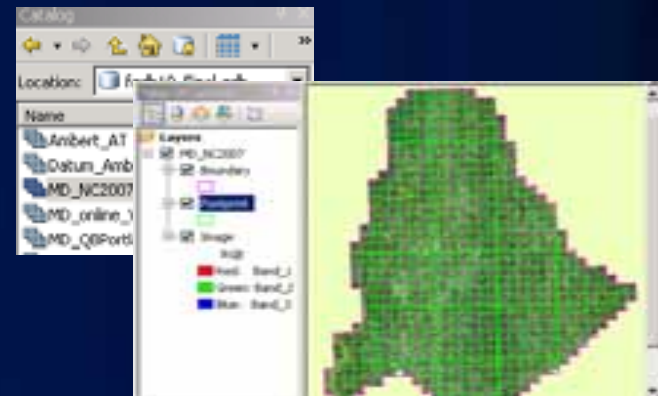 Catalog
Location:
Name
Ambert_AT
Datum_Amb
MD_NC2007
MD_online_
MD_QBPort
Layers
MD_NC2007
Boundary
Footprint
Image
RGB
Red: Band_1
Green: Band_2
Blue: Band_3